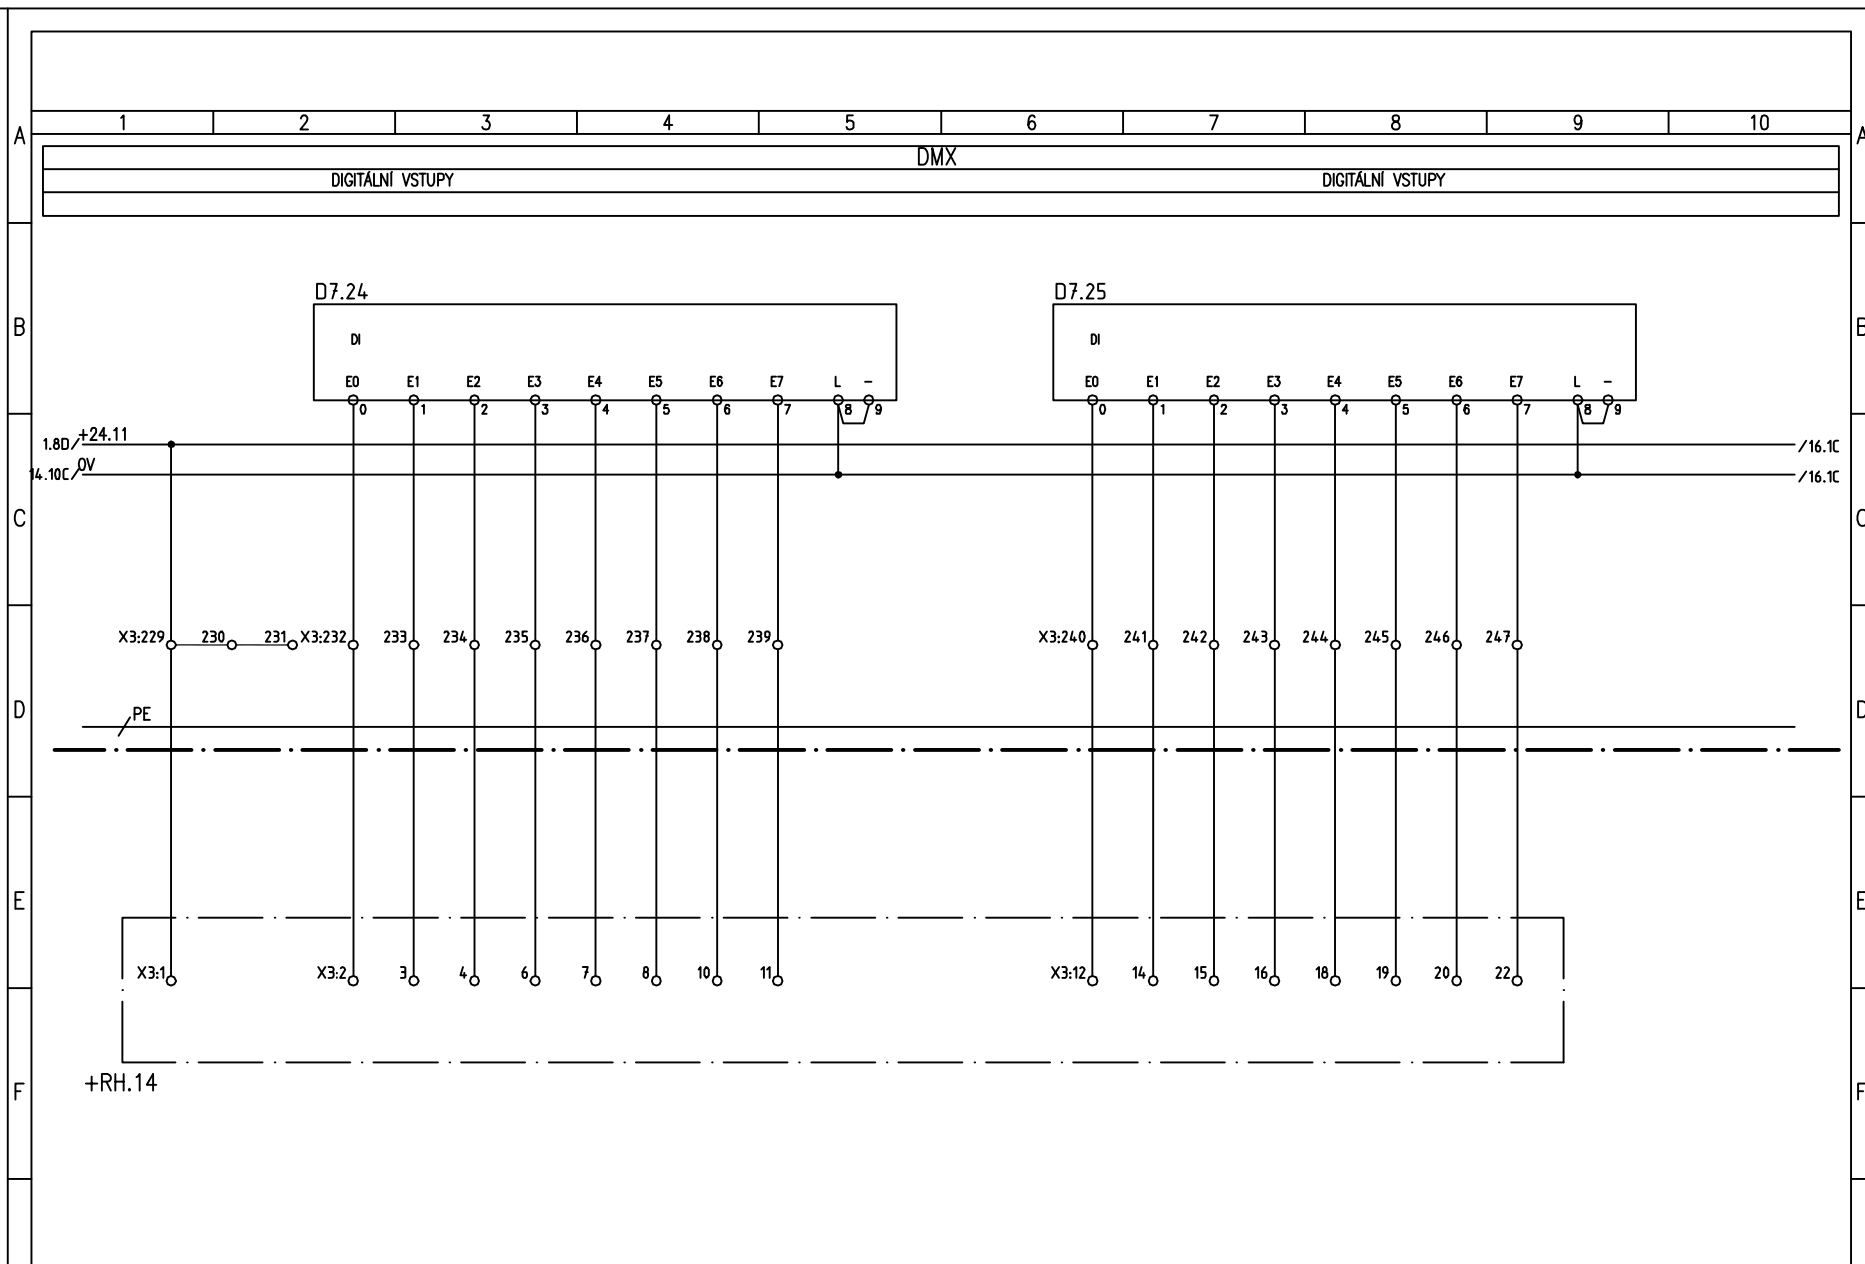 1 2 3 4 5 6 7 8 9 10
A A
DMX
DIGITÁLNÍ VSTUPY DIGITÁLNÍ VSTUPY
D7.24 D7.25
B B
DI DI
E0 E1 E2 E3 E4 E5 E6 E7 L - E0 E1 E2 E3 E4 E5 E6 E7 L -
0 1 2 3 4 5 6 7 8 9 0 1 2 3 4 5 6 7 8 9
1.8D/ +24.11 /16.1C
14.10C/ 0V /16.1C
C C
X3:229 230 231 X3:232 233 234 235 236 237 238 239 X3:240 241 242 243 244 245 246 247
D PE D
E E
X3:1 X3:2 3 4 6 7 8 10 11 X3:12 14 15 16 18 19 20 22
+RH.14
F F